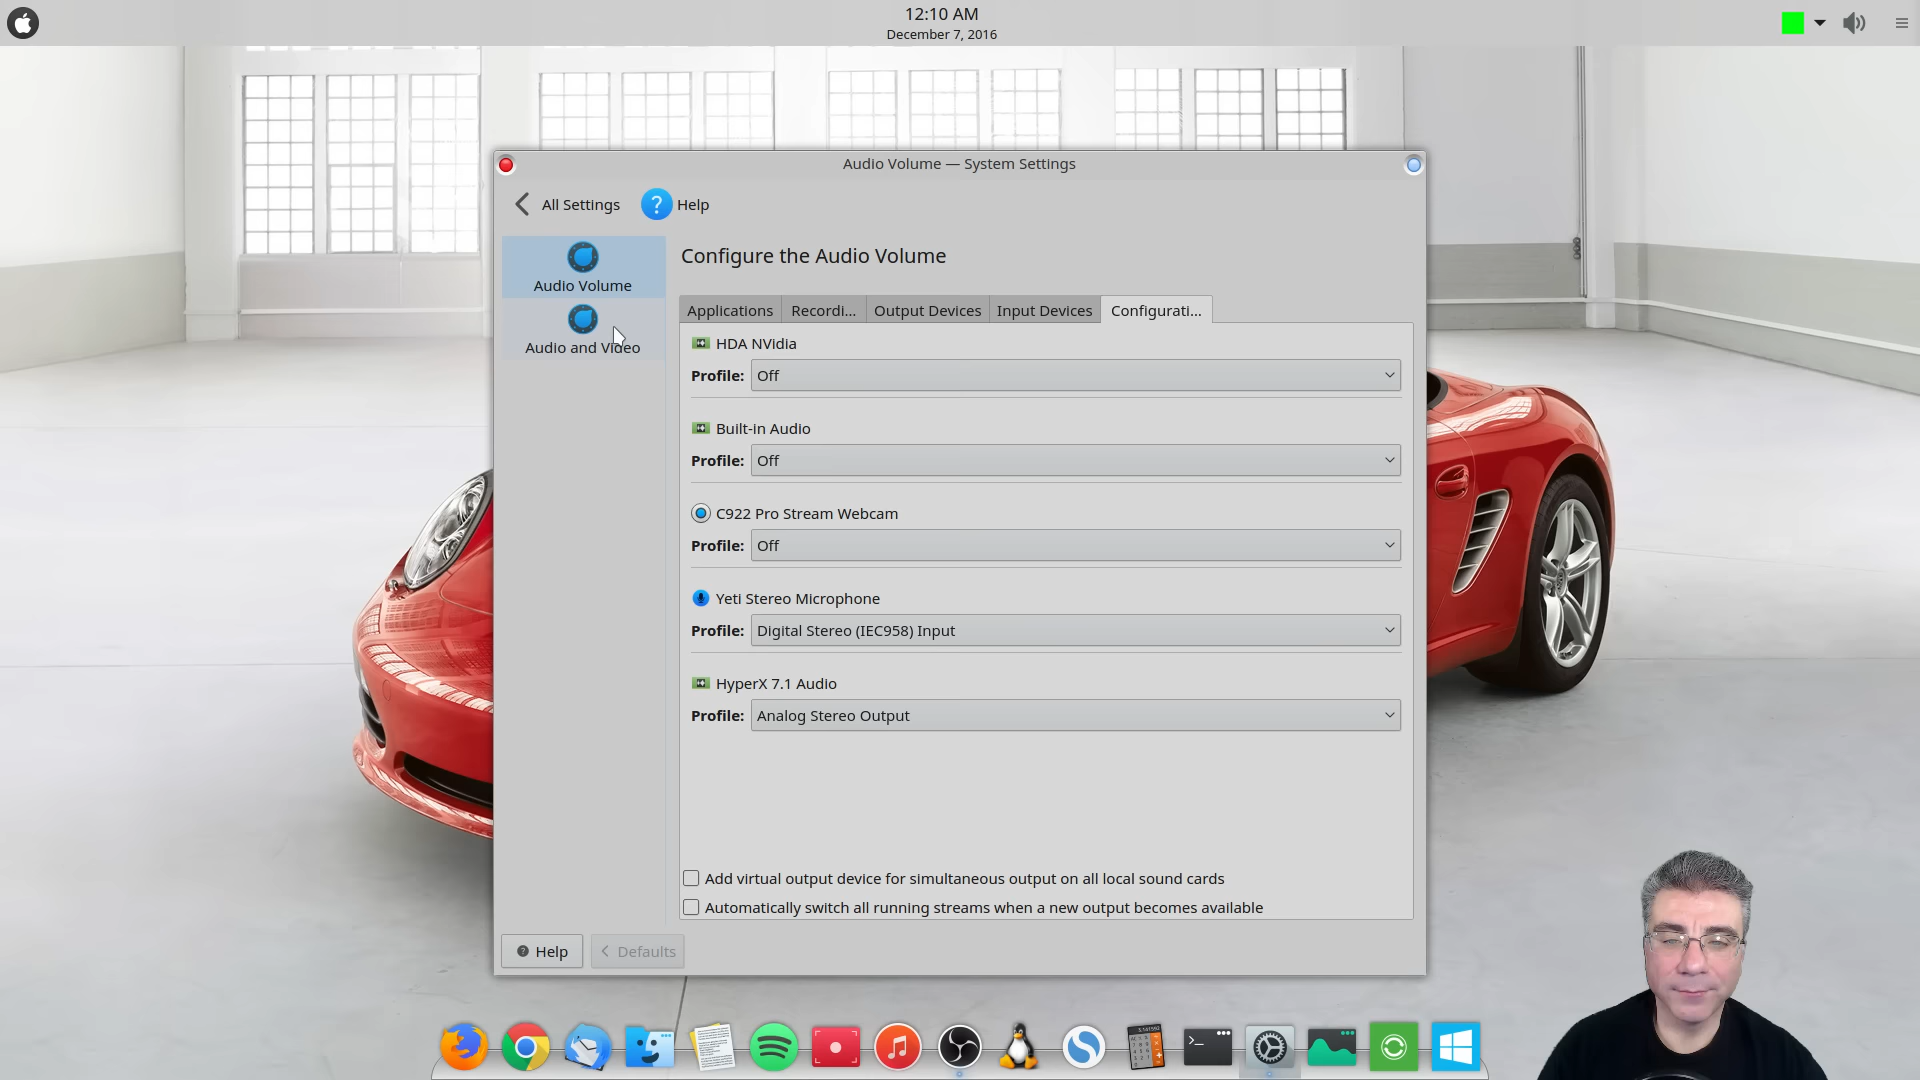 12:10 AM
December 7, 2016
Audio Volume — System Settings
All Settings
? Help
Audio Volume
Audio and Video
Configure the Audio Volume
Applications
Recordi...
Output Devices
Input Devices
Configurati...
HDA NVidia
Profile: Off
Built-in Audio
Profile: Off
C922 Pro Stream Webcam
Profile: Off
Yeti Stereo Microphone
Profile: Digital Stereo (IEC958) Input
HyperX 7.1 Audio
Profile: Analog Stereo Output
Add virtual output device for simultaneous output on all local sound cards
Automatically switch all running streams when a new output becomes available
Help
Defaults